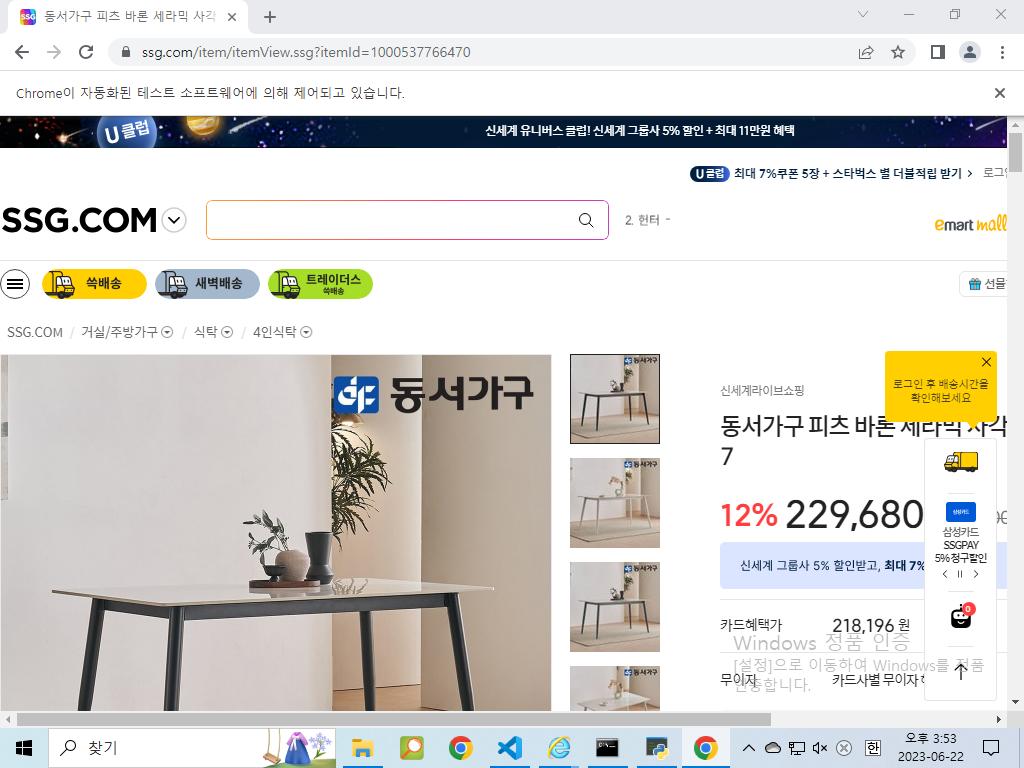 동서가구 피츠 바론 세라믹 사각
ssg.com/item/itemView.ssg?itemId=1000537766470
Chrome이 자동화된 테스트 소프트웨어에 의해 제어되고 있습니다.
U클럽
신세계 유니버스 클럽! 신세계 그룹사 5% 할인 + 최대 11만원 혜택
U클럽 최대 7%쿠폰 5장 + 스타벅스 별 더블적립 받기 >
SSG.COM
2. 헌터 -
emart mall
쓱배송
새벽배송
트레이더스
쓱배송
선물
SSG.COM / 거실/주방가구 / 식탁 / 4인식탁
동서가구
신세계라이브쇼핑
로그인 후 배송시간을
확인해보세요
동서가구 피츠 바론 세라믹 사각
7
12% 229,680
삼성카드
삼성카드
SSGPAY
5% 청구할인
신세계 그룹사 5% 할인받고, 최대 7%
0
카드혜택가 218,196 원
Windows 정품 인증
[설정]으로 이동하여 Windows를 정품
인증합니다.
무이자 카드사별 무이자
찾기
한
오후 3:53
2023-06-22